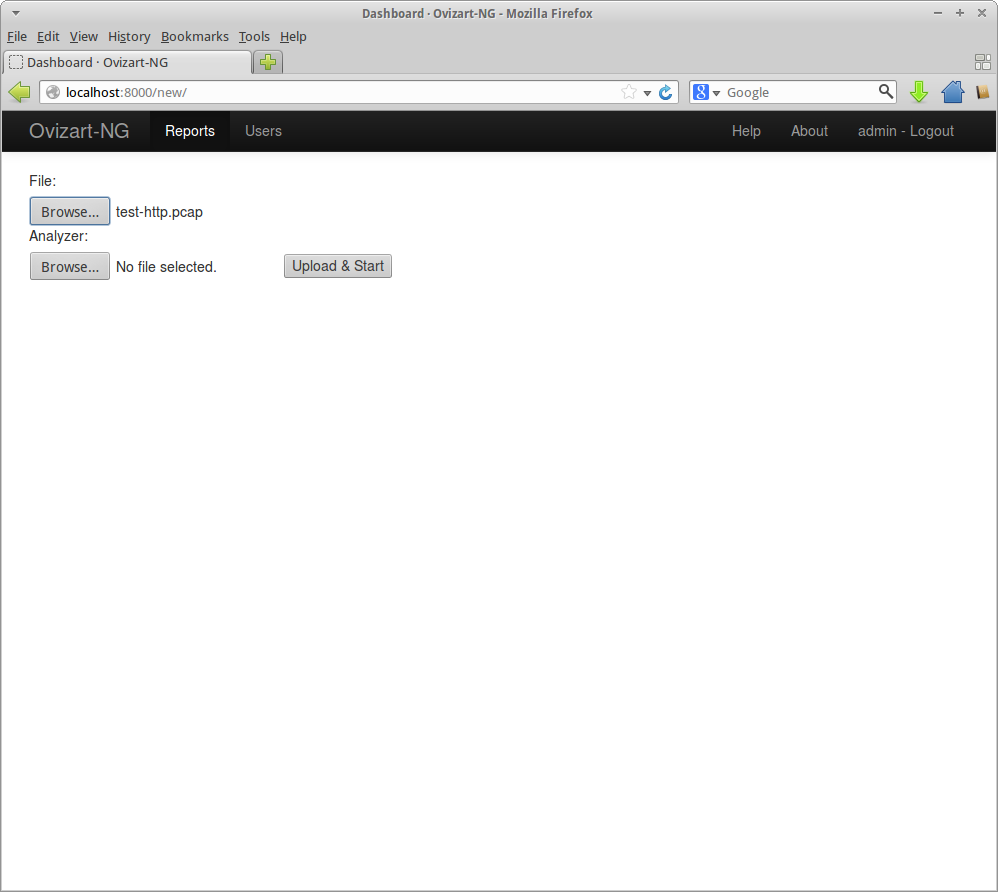 Dashboard · Ovizart-NG - Mozilla Firefox
File Edit View History Bookmarks Tools Help
Dashboard · Ovizart-NG
localhost:8000/new/ 8 Google
Ovizart-NG Reports Users Help About admin - Logout
File:
Browse... test-http.pcap
Analyzer:
Browse... No file selected. Upload & Start